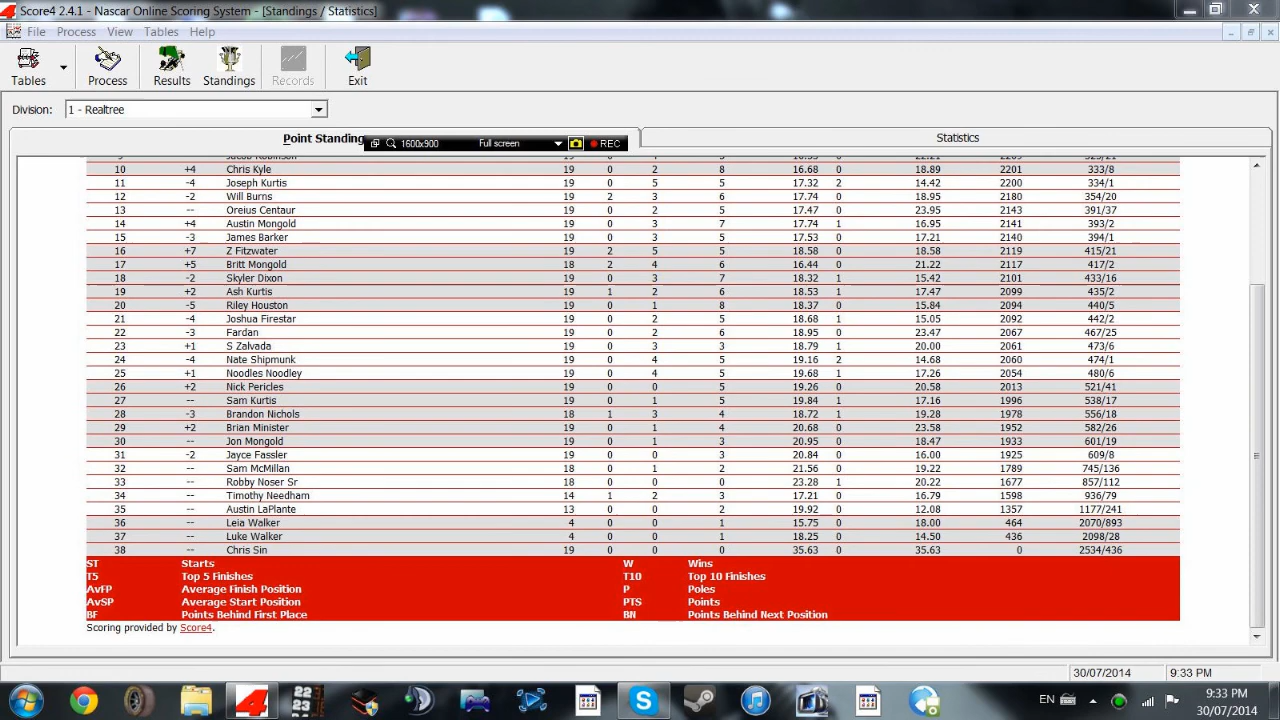 Score4 2.4.1 - Nascar Online Scoring System - [Standings / Statistics]
File Process View Tables Help
Tables Process Results Standings Records Exit
Division: 1 - Realtree
Point Standing 1600x900 Full screen REC Statistics
10 +4 Chris Kyle 19 0 2 8 16.68 0 18.89 2201 333/8
11 -4 Joseph Kurtis 19 0 5 5 17.32 2 14.42 2200 334/1
12 -2 Will Burns 19 2 3 6 17.74 0 18.95 2180 354/20
13 -- Oreius Centaur 19 0 2 5 17.47 0 23.95 2143 391/37
14 +4 Austin Mongold 19 0 3 7 17.74 1 16.95 2141 393/2
15 -3 James Barker 19 0 3 5 17.53 0 17.21 2140 394/1
16 +7 Z Fitzwater 19 2 5 5 18.58 0 18.58 2119 415/21
17 +5 Britt Mongold 18 2 4 6 16.44 0 21.22 2117 417/2
18 -2 Skyler Dixon 19 0 3 7 18.32 1 15.42 2101 433/16
19 +2 Ash Kurtis 19 1 2 6 18.53 1 17.47 2099 435/2
20 -5 Riley Houston 19 0 1 8 18.37 0 15.84 2094 440/5
21 -4 Joshua Firestar 19 0 2 5 18.68 1 15.05 2092 442/2
22 -3 Fardan 19 0 2 6 18.95 0 23.47 2067 467/25
23 +1 S Zalvada 19 0 3 3 18.79 1 20.00 2061 473/6
24 -4 Nate Shipmunk 19 0 4 5 19.16 2 14.68 2060 474/1
25 +1 Noodles Noodley 19 0 4 5 19.68 1 17.26 2054 480/6
26 +2 Nick Pericles 19 0 0 5 19.26 0 20.58 2013 521/41
27 -- Sam Kurtis 19 0 1 5 19.84 1 17.16 1996 538/17
28 -3 Brandon Nichols 18 1 3 4 18.72 1 19.28 1978 556/18
29 +2 Brian Minister 19 0 1 4 20.68 0 23.58 1952 582/26
30 -- Jon Mongold 19 0 1 3 20.95 0 18.47 1933 601/19
31 -2 Jayce Fassler 19 0 0 3 20.84 0 16.00 1925 609/8
32 -- Sam McMillan 18 0 1 2 21.56 0 19.22 1789 745/136
33 -- Robby Noser Sr 18 0 0 0 23.28 1 20.22 1677 857/112
34 -- Timothy Needham 14 1 2 3 17.21 0 16.79 1598 936/79
35 -- Austin LaPlante 13 0 0 2 19.92 0 12.08 1357 1177/241
36 -- Leia Walker 4 0 0 1 15.75 0 18.00 464 2070/893
37 -- Luke Walker 4 0 0 1 18.25 0 14.50 436 2098/28
38 -- Chris Sin 19 0 0 0 35.63 0 35.63 0 2534/436
ST Starts W Wins
T5 Top 5 Finishes T10 Top 10 Finishes
AvFP Average Finish Position P Poles
AvSP Average Start Position PTS Points
BF Points Behind First Place BN Points Behind Next Position
Scoring provided by Score4.
30/07/2014 9:33 PM
EN 9:33 PM
30/07/2014